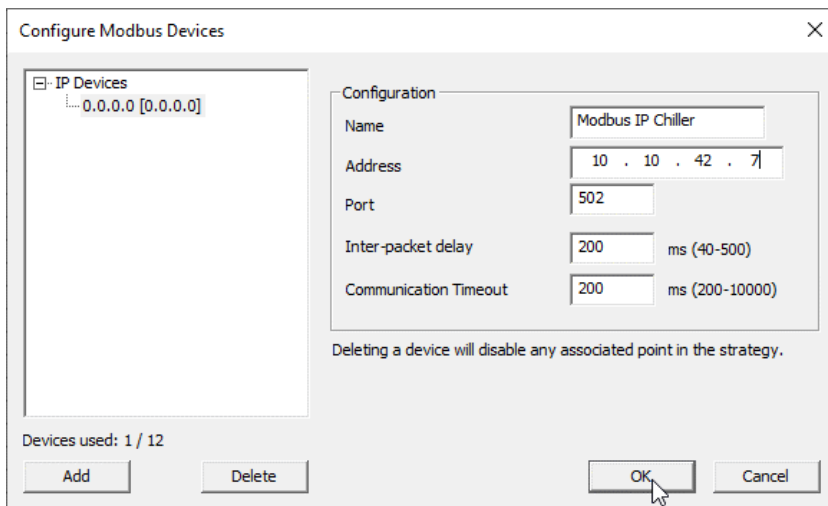 Configure Modbus Devices
IP Devices
0.0.0.0 [0.0.0.0]
Configuration
Name Modbus IP Chiller
Address 10 . 10 . 42 . 7
Port 502
Inter-packet delay 200 ms (40-500)
Communication Timeout 200 ms (200-10000)
Deleting a device will disable any associated point in the strategy.
Devices used: 1 / 12
Add Delete OK Cancel